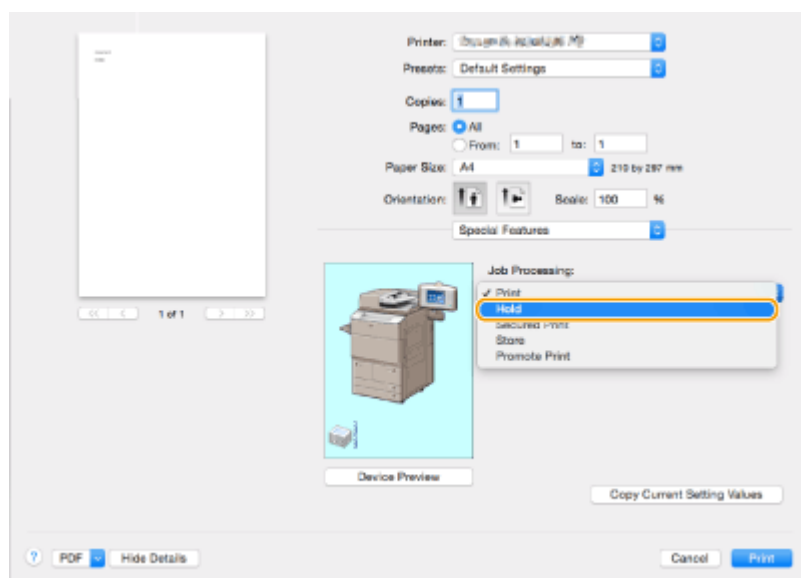 Printer:
Presets: Default Settings
Copies: 1
Pages: All
From: 1 to: 1
Paper Size: A4 210 by 297 mm
Orientation: Scale: 100 %
Special Features
Job Processing:
Print
Hold
Secured Print
Store
Promote Print
<< < 1 of 1 > >>
Device Preview
Copy Current Setting Values
? PDF Hide Details Cancel Print